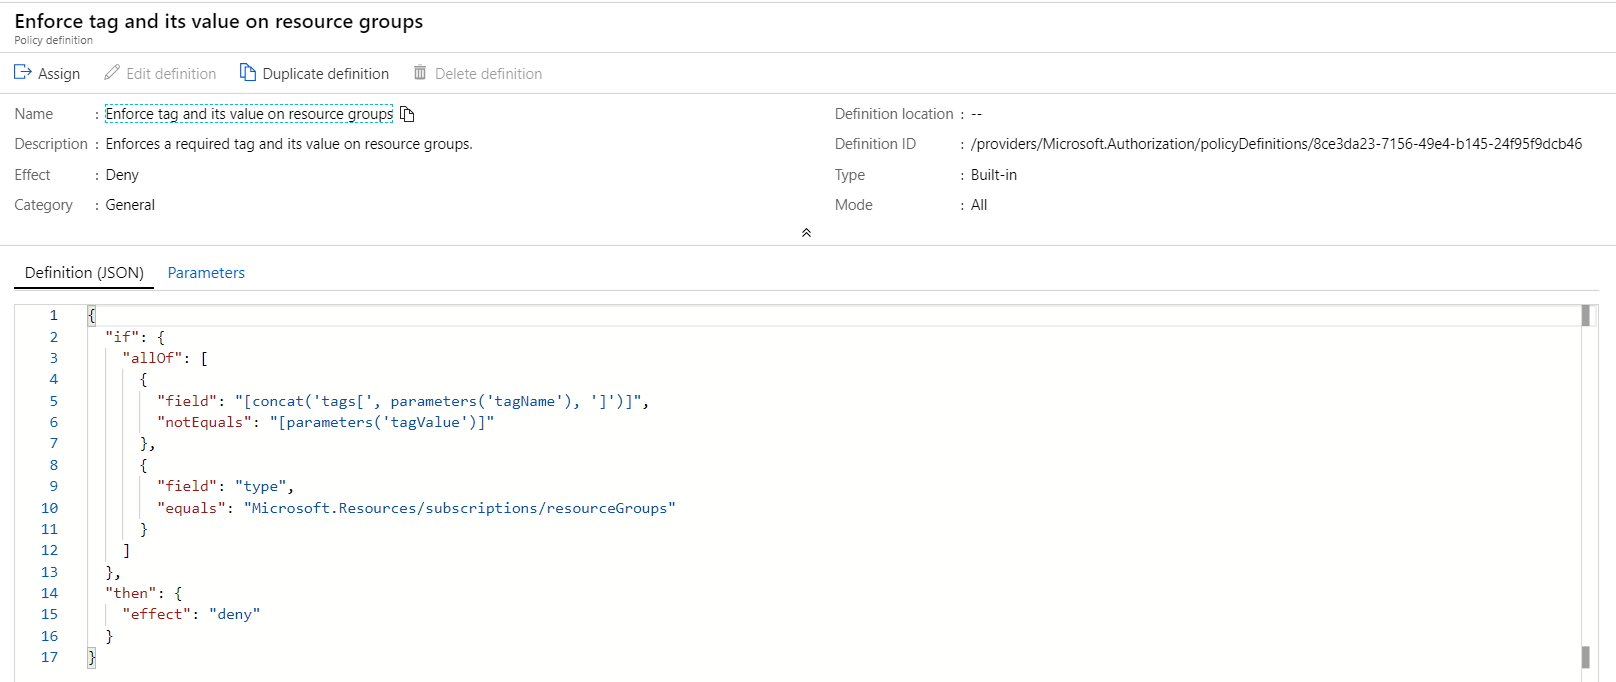 Enforce tag and its value on resource groups
Policy definition
Assign Edit definition Duplicate definition Delete definition
Name : Enforce tag and its value on resource groups
Description : Enforces a required tag and its value on resource groups.
Effect : Deny
Category : General
Definition location : --
Definition ID : /providers/Microsoft.Authorization/policyDefinitions/8ce3da23-7156-49e4-b145-24f95f9dcb46
Type : Built-in
Mode : All
Definition (JSON) Parameters
1 {
2 "if": {
3 "allOf": [
4 {
5 "field": "[concat('tags[', parameters('tagName'), ']')]",
6 "notEquals": "[parameters('tagValue')]"
7 },
8 {
9 "field": "type",
10 "equals": "Microsoft.Resources/subscriptions/resourceGroups"
11 }
12 ]
13 },
14 "then": {
15 "effect": "deny"
16 }
17 }